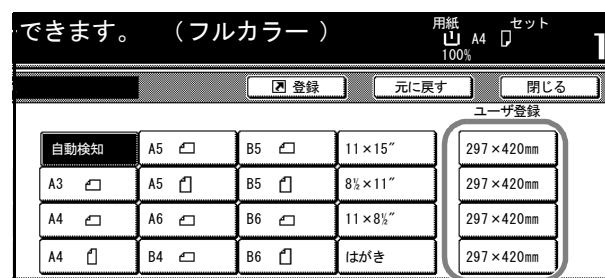 できます。 （フルカラー） 用紙 A4 セット 1
100%
登録 元に戻す 閉じる
ユーザ登録
自動検知 A5 B5 11×15″ 297×420mm
A3 A5 B5 8½×11″ 297×420mm
A4 A6 B6 11×8½″ 297×420mm
A4 B4 B6 はがき 297×420mm